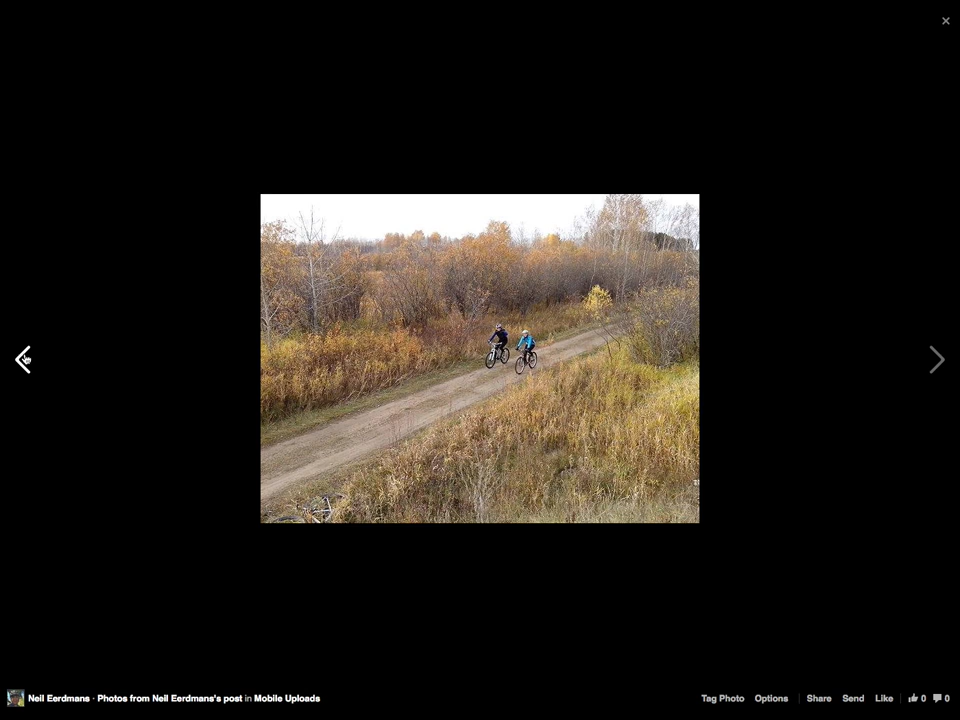 Neil Eerdmans · Photos from Neil Eerdmans's post in Mobile Uploads
Tag Photo Options Share Send Like 0 0